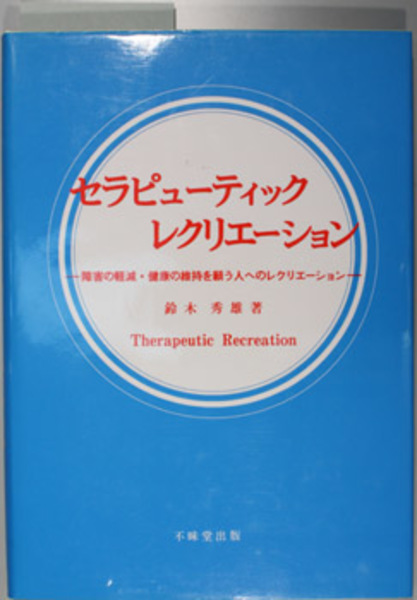 セラピューティック
レクリエーション
―障害の軽減・健康の維持を願う人へのレクリエーション―
鈴木秀雄著
Therapeutic Recreation
不昧堂出版